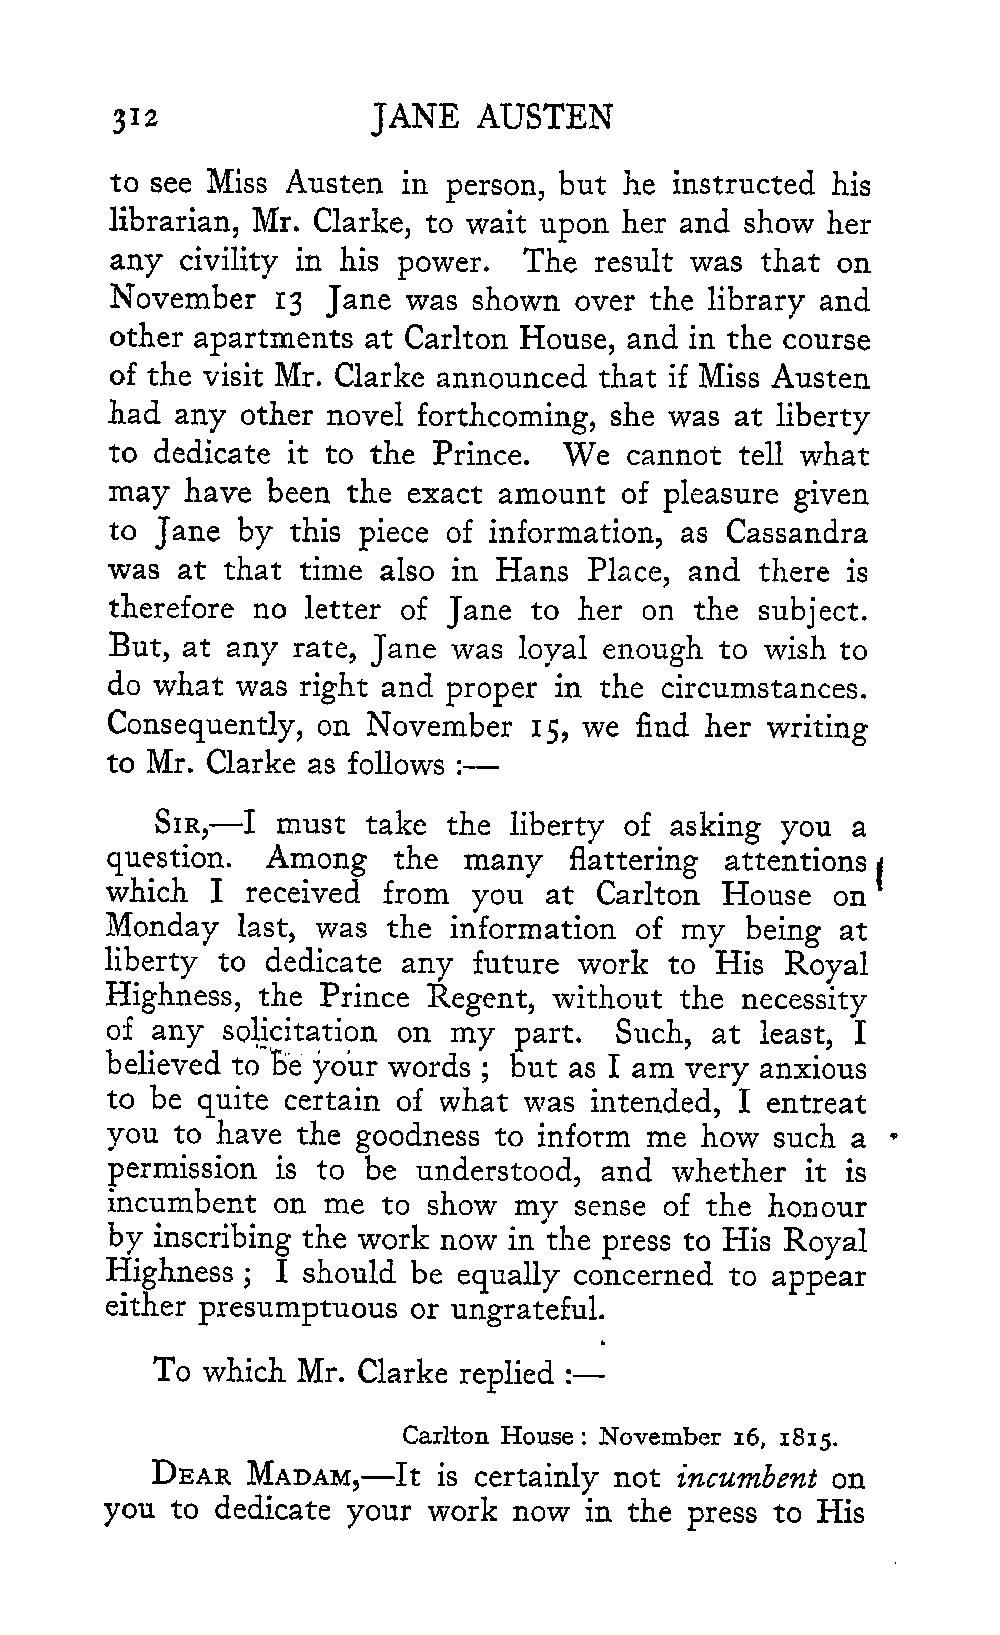 312 JANE AUSTEN
to see Miss Austen in person, but he instructed his
librarian, Mr. Clarke, to wait upon her and show her
any civility in his power. The result was that on
November 13 Jane was shown over the library and
other apartments at Carlton House, and in the course
of the visit Mr. Clarke announced that if Miss Austen
had any other novel forthcoming, she was at liberty
to dedicate it to the Prince. We cannot tell what
may have been the exact amount of pleasure given
to Jane by this piece of information, as Cassandra
was at that time also in Hans Place, and there is
therefore no letter of Jane to her on the subject.
But, at any rate, Jane was loyal enough to wish to
do what was right and proper in the circumstances.
Consequently, on November 15, we find her writing
to Mr. Clarke as follows :—
SIR,—I must take the liberty of asking you a
question. Among the many flattering attentions
which I received from you at Carlton House on
Monday last, was the information of my being at
liberty to dedicate any future work to His Royal
Highness, the Prince Regent, without the necessity
of any solicitation on my part. Such, at least, I
believed to be your words ; but as I am very anxious
to be quite certain of what was intended, I entreat
you to have the goodness to inform me how such a
permission is to be understood, and whether it is
incumbent on me to show my sense of the honour
by inscribing the work now in the press to His Royal
Highness ; I should be equally concerned to appear
either presumptuous or ungrateful.
To which Mr. Clarke replied :—
Carlton House : November 16, 1815.
DEAR MADAM,—It is certainly not incumbent on
you to dedicate your work now in the press to His